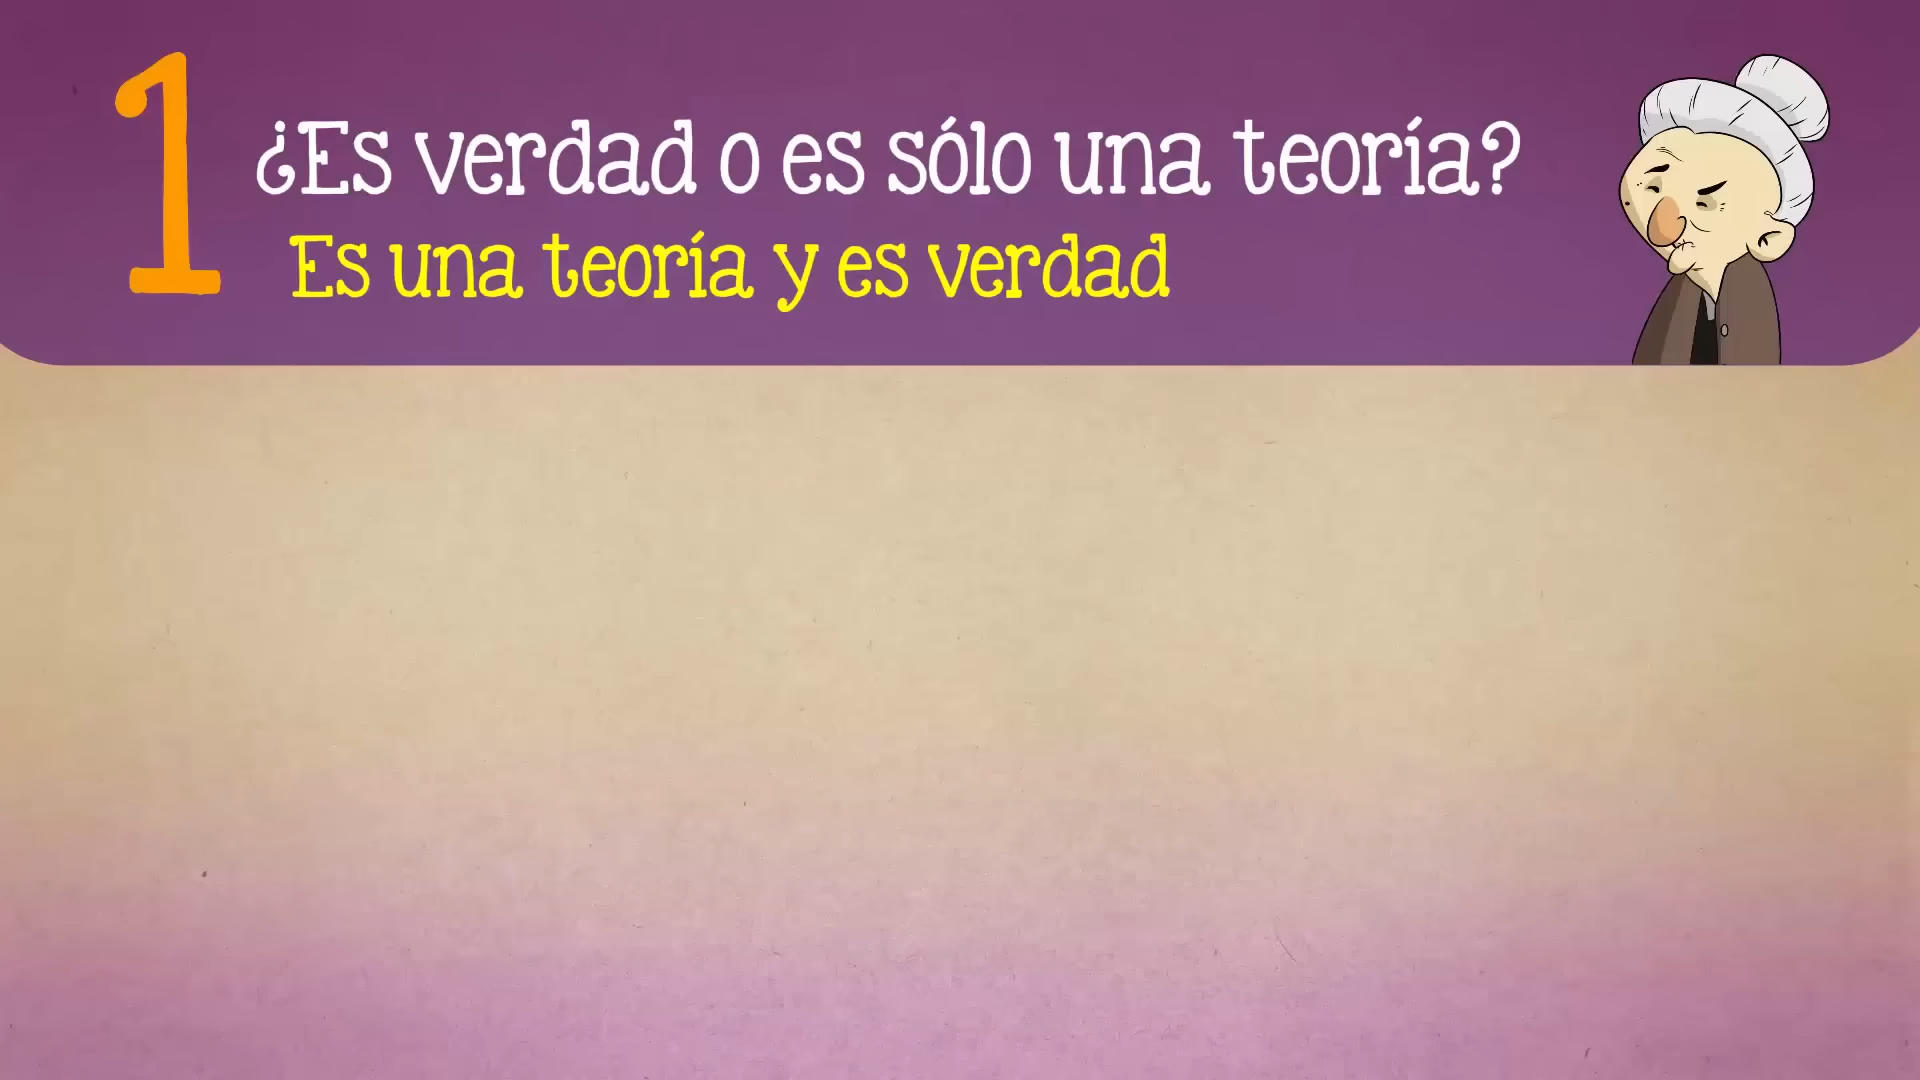 1
¿Es verdad o es sólo una teoría?
Es una teoría y es verdad